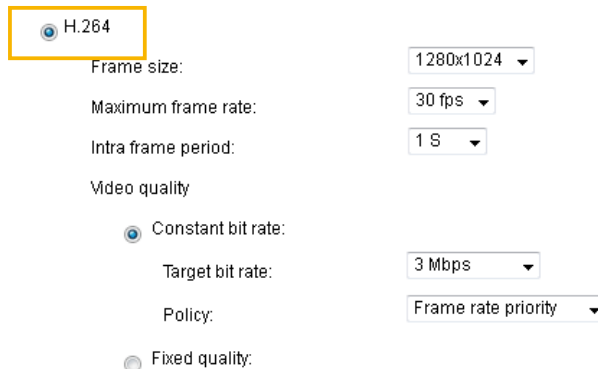 H.264
Frame size: 1280x1024
Maximum frame rate: 30 fps
Intra frame period: 1 S
Video quality
Constant bit rate:
Target bit rate: 3 Mbps
Policy: Frame rate priority
Fixed quality: